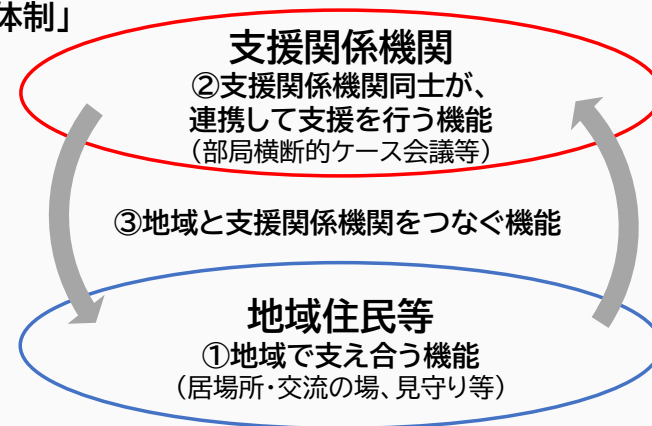 体制」
支援関係機関
②支援関係機関同士が、
連携して支援を行う機能
（部局横断的ケース会議等）
③地域と支援関係機関をつなぐ機能
地域住民等
①地域で支え合う機能
（居場所・交流の場、見守り等）